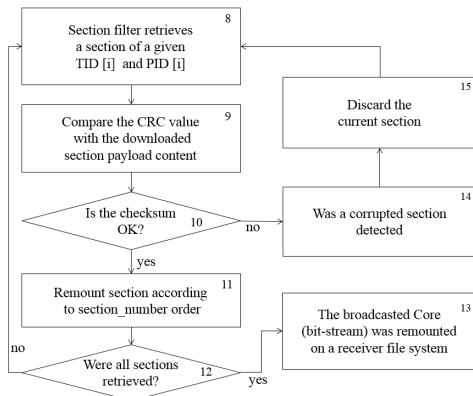 8
Section filter retrieves
a section of a given
TID [i] and PID [i]
15
Discard the
current section
9
Compare the CRC value
with the downloaded
section payload content
14
Was a corrupted section
detected
Is the checksum
OK?
10
no
yes
11
Remount section according
to section_number order
13
The broadcasted Core
(bit-stream) was remounted
on a receiver file system
no
Were all sections
retrieved?
12
yes